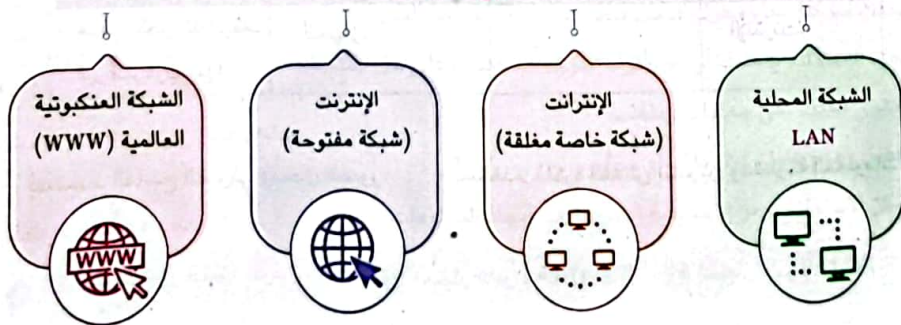 الشبكة المحلية
LAN
الإنترانت
(شبكة خاصة مغلقة)
الإنترنت
(شبكة مفتوحة)
الشبكة العنكبوتية
العالمية (WWW)
WWW